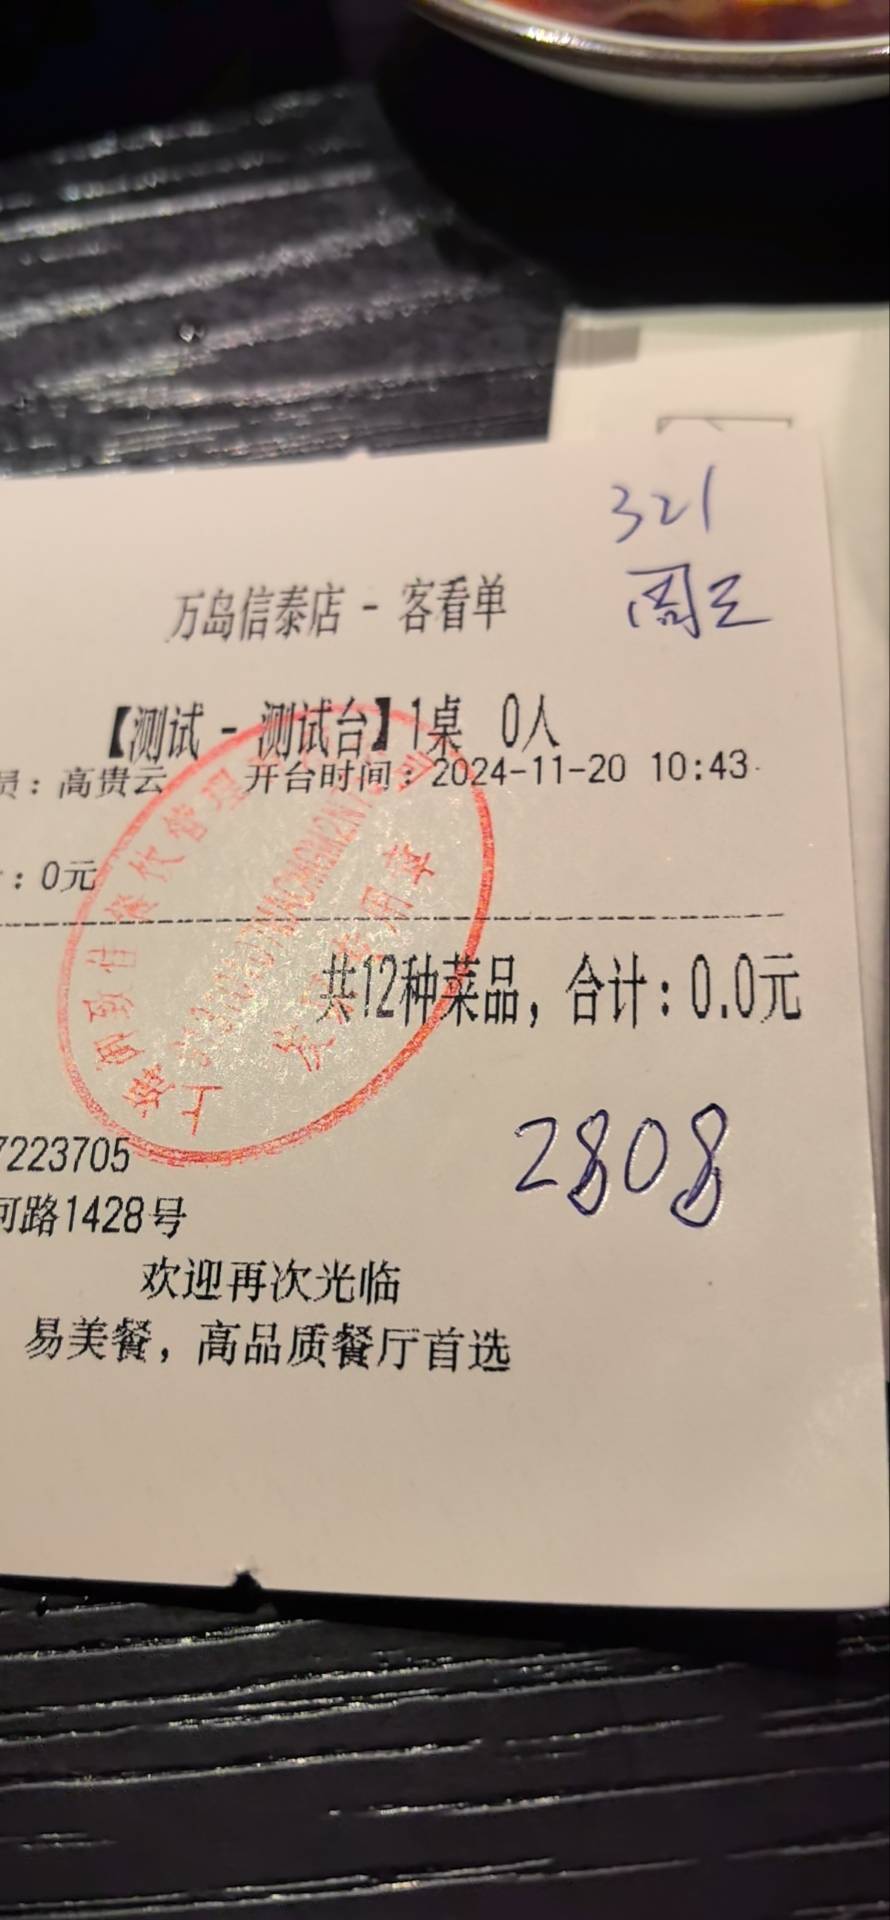 321
周三
万岛信泰店 - 客看单
【测试 - 测试台】1桌 0人
员：高贵云 开台时间：2024-11-20 10:43
：0元
共12种菜品，合计：0.0元
2808
7223705
路1428号
欢迎再次光临
易美餐，高品质餐厅首选